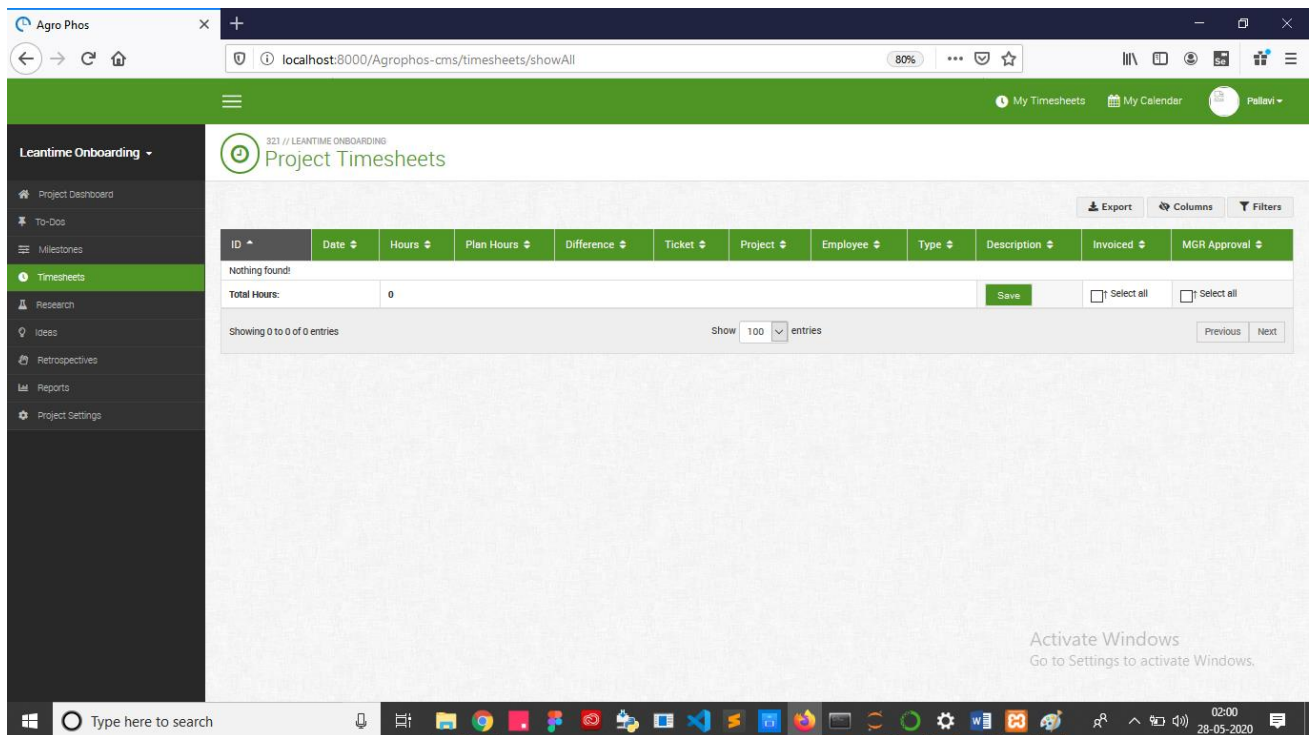 Agro Phos
localhost:8000/Agrophos-cms/timesheets/showAll
80%
Se
My Timesheets
My Calendar
Pallavi
Leantime Onboarding
321 // LEANTIME ONBOARDING
Project Timesheets
Project Dashboard
To-Dos
Milestones
Timesheets
Research
Ideas
Retrospectives
Reports
Project Settings
Export Columns Filters
ID Date Hours Plan Hours Difference Ticket Project Employee Type Description Invoiced MGR Approval
Nothing found!
Total Hours: 0 Save Select all Select all
Showing 0 to 0 of 0 entries Show 100 entries Previous Next
Activate Windows
Go to Settings to activate Windows.
Type here to search
02:00
28-05-2020